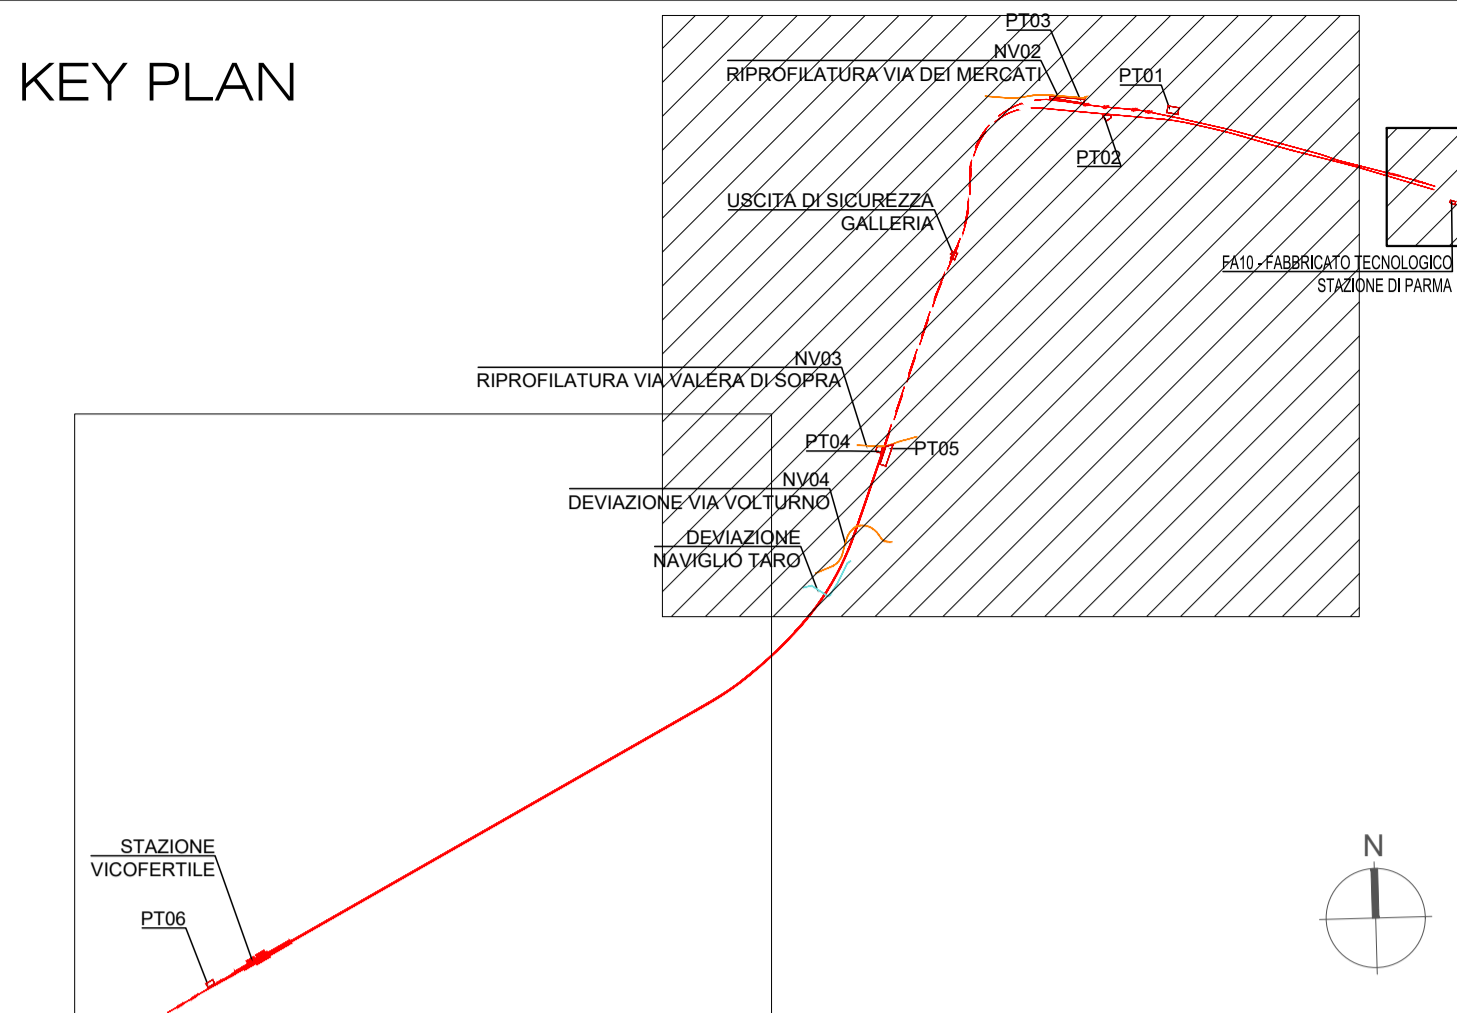 KEY PLAN
PT03
NV02
RIPROFILATURA VIA DEI MERCATI
PT01
PT02
USCITA DI SICUREZZA
GALLERIA
FA10 - FABBRICATO TECNOLOGICO
STAZIONE DI PARMA
NV03
RIPROFILATURA VIA VALERA DI SOPRA
PT04
PT05
NV04
DEVIAZIONE VIA VOLTURNO
DEVIAZIONE
NAVIGLIO TARO
STAZIONE
VICOFERTILE
PT06
N